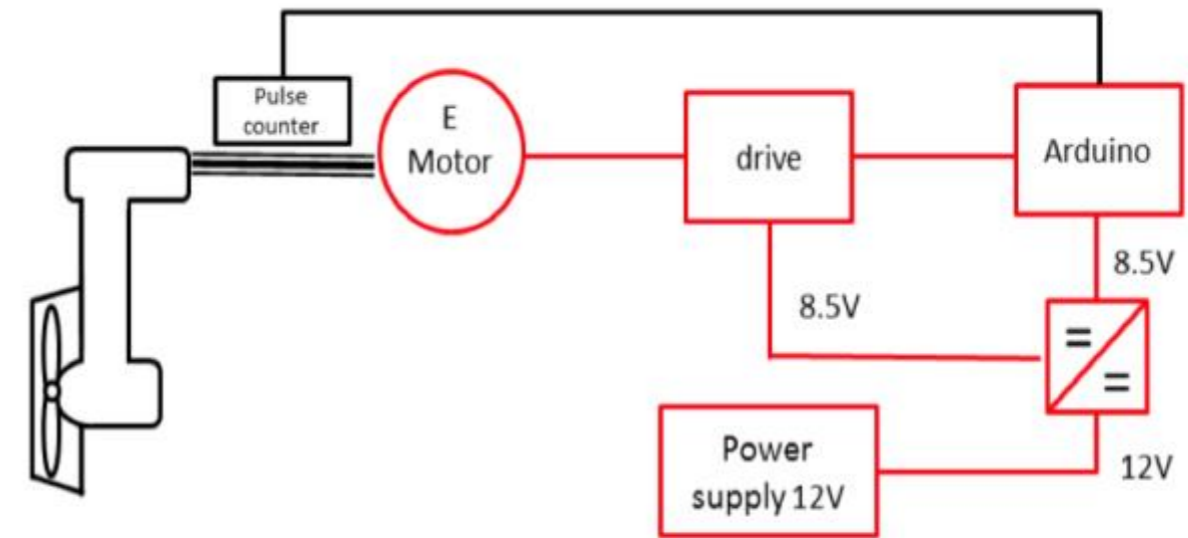 Pulse
counter
E
Motor
drive
Arduino
8.5V
8.5V
=
=
Power
supply 12V
12V